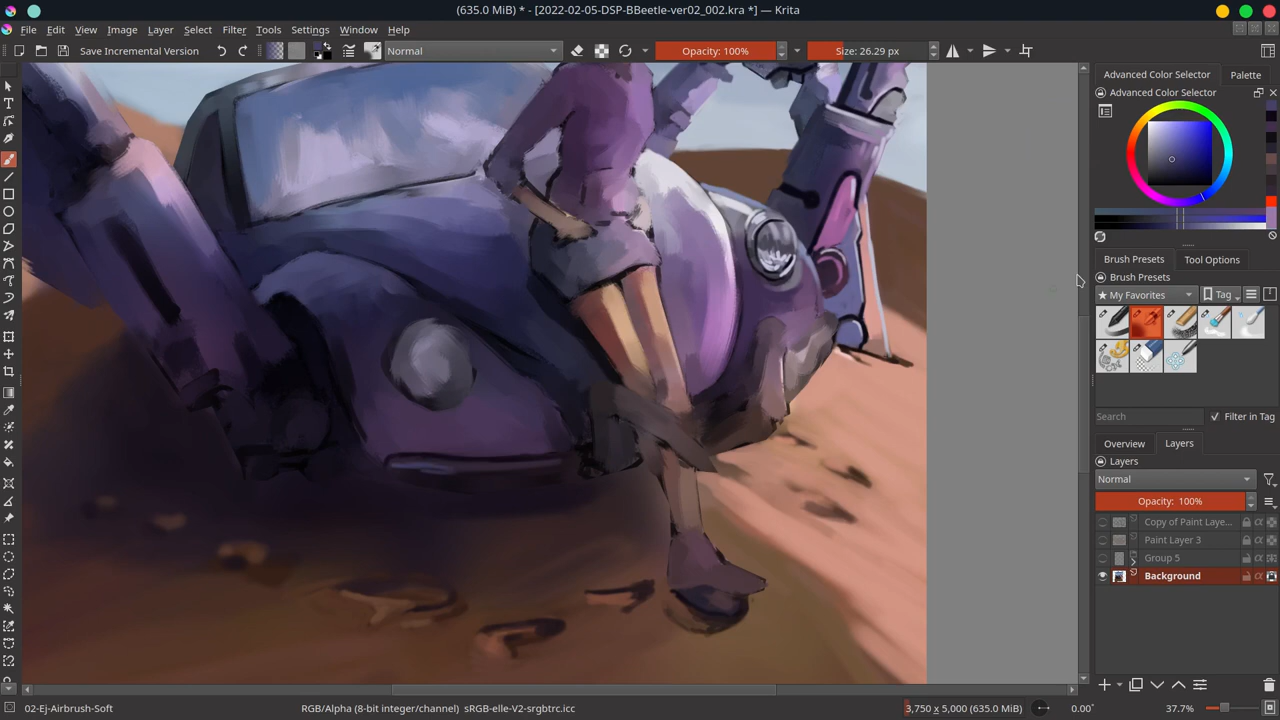 (635.0 MiB) * - [2022-02-05-DSP-BBeetle-ver02_002.kra *] — Krita
File Edit View Image Layer Select Filter Tools Settings Window Help
Save Incremental Version Normal Opacity: 100% Size: 26.29 px
Advanced Color Selector Palette
Advanced Color Selector
Brush Presets Tool Options
Brush Presets
★ My Favorites Tag
Search Filter in Tag
Overview Layers
Layers
Normal
Opacity: 100%
Copy of Paint Laye...
Paint Layer 3
Group 5
Background
02-Ej-Airbrush-Soft RGB/Alpha (8-bit integer/channel) sRGB-elle-V2-srgbtrc.icc 3,750 x 5,000 (635.0 MiB) 0.00° 37.7%